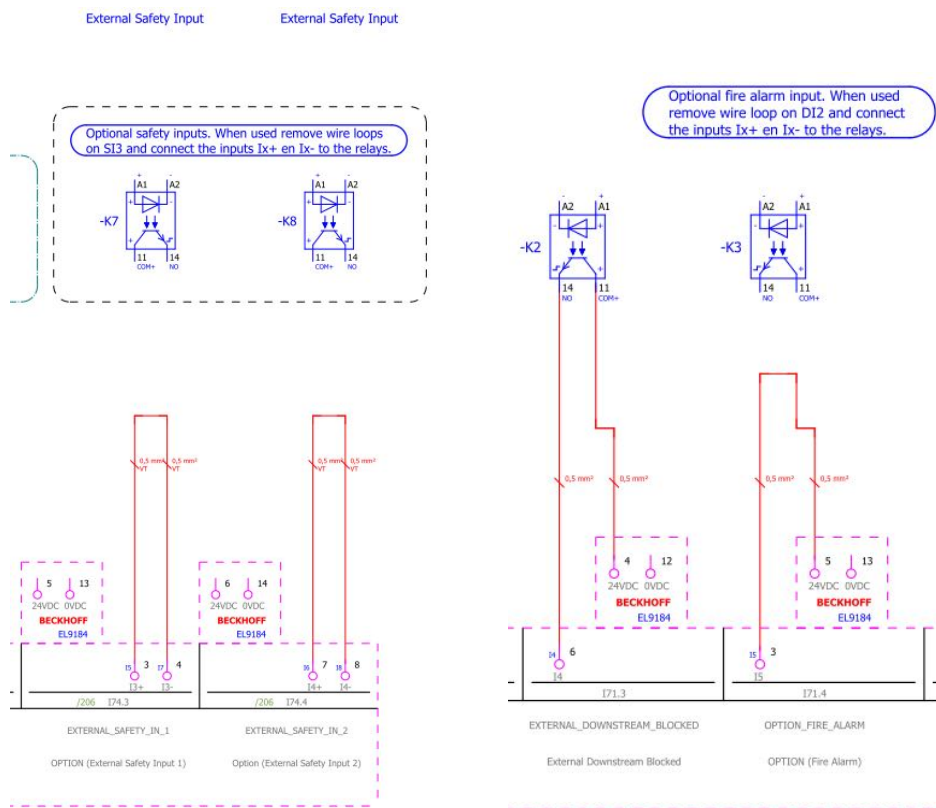 External Safety Input
External Safety Input
Optional safety inputs. When used remove wire loops
on SI3 and connect the inputs Ix+ en Ix- to the relays.
+
-
+
-
A1
A2
A1
A2
-K7
-K8
11
14
11
14
COM+
NO
COM+
NO
0,5 mm²
VT
0,5 mm²
VT
0,5 mm²
VT
0,5 mm²
VT
5
13
6
14
24VDC
0VDC
24VDC
0VDC
BECKHOFF
BECKHOFF
EL9184
EL9184
I5
3
I7
4
I6
7
I8
8
I3+
I3-
I4+
I4-
/206
I74.3
/206
I74.4
EXTERNAL_SAFETY_IN_1
EXTERNAL_SAFETY_IN_2
OPTION (External Safety Input 1)
Option (External Safety Input 2)
Optional fire alarm input. When used
remove wire loop on DI2 and connect
the inputs Ix+ en Ix- to the relays.
-
+
-
+
A2
A1
A2
A1
-K2
-K3
14
11
14
11
NO
COM+
NO
COM+
0,5 mm²
0,5 mm²
0,5 mm²
0,5 mm²
4
12
5
13
24VDC
0VDC
24VDC
0VDC
BECKHOFF
BECKHOFF
EL9184
EL9184
I4
6
I5
3
I4
I5
I71.3
I71.4
EXTERNAL_DOWNSTREAM_BLOCKED
OPTION_FIRE_ALARM
External Downstream Blocked
OPTION (Fire Alarm)